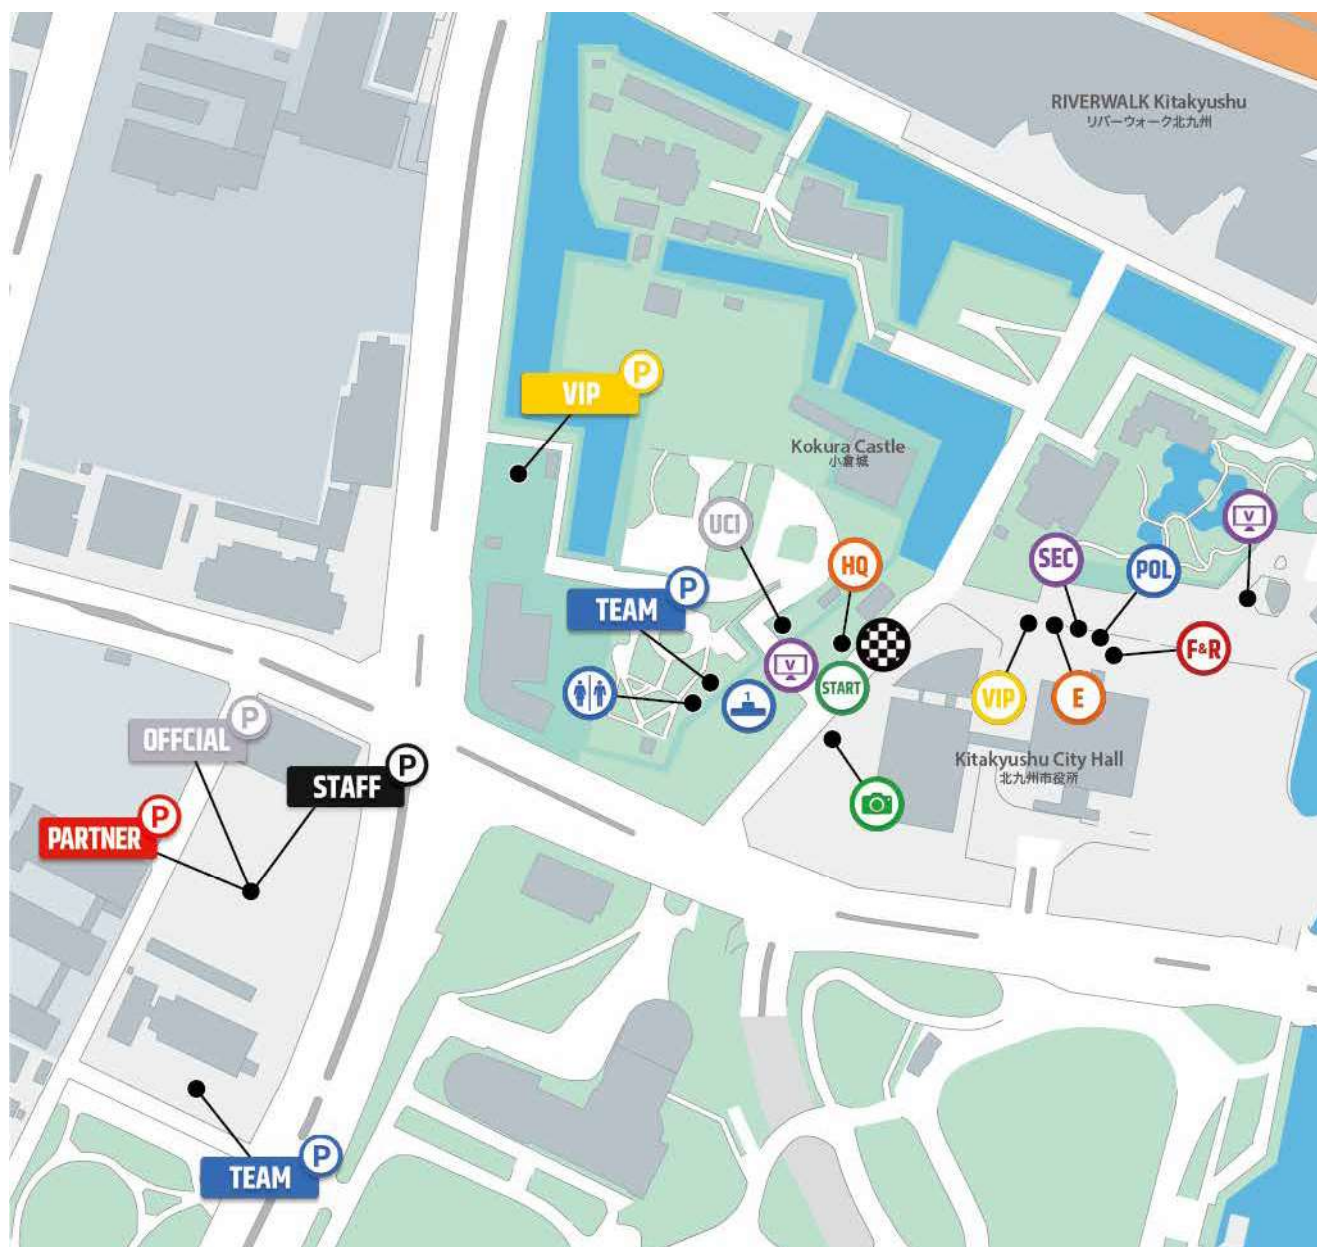 RIVERWALK Kitakyushu
リバーウォーク北九州
P
VIP
Kokura Castle
小倉城
UCI
V
HQ
SEC
POL
P
TEAM
V
F&R
START
VIP
E
1
P
OFFCIAL
P
STAFF
Kitakyushu City Hall
北九州市役所
P
PARTNER
P
TEAM